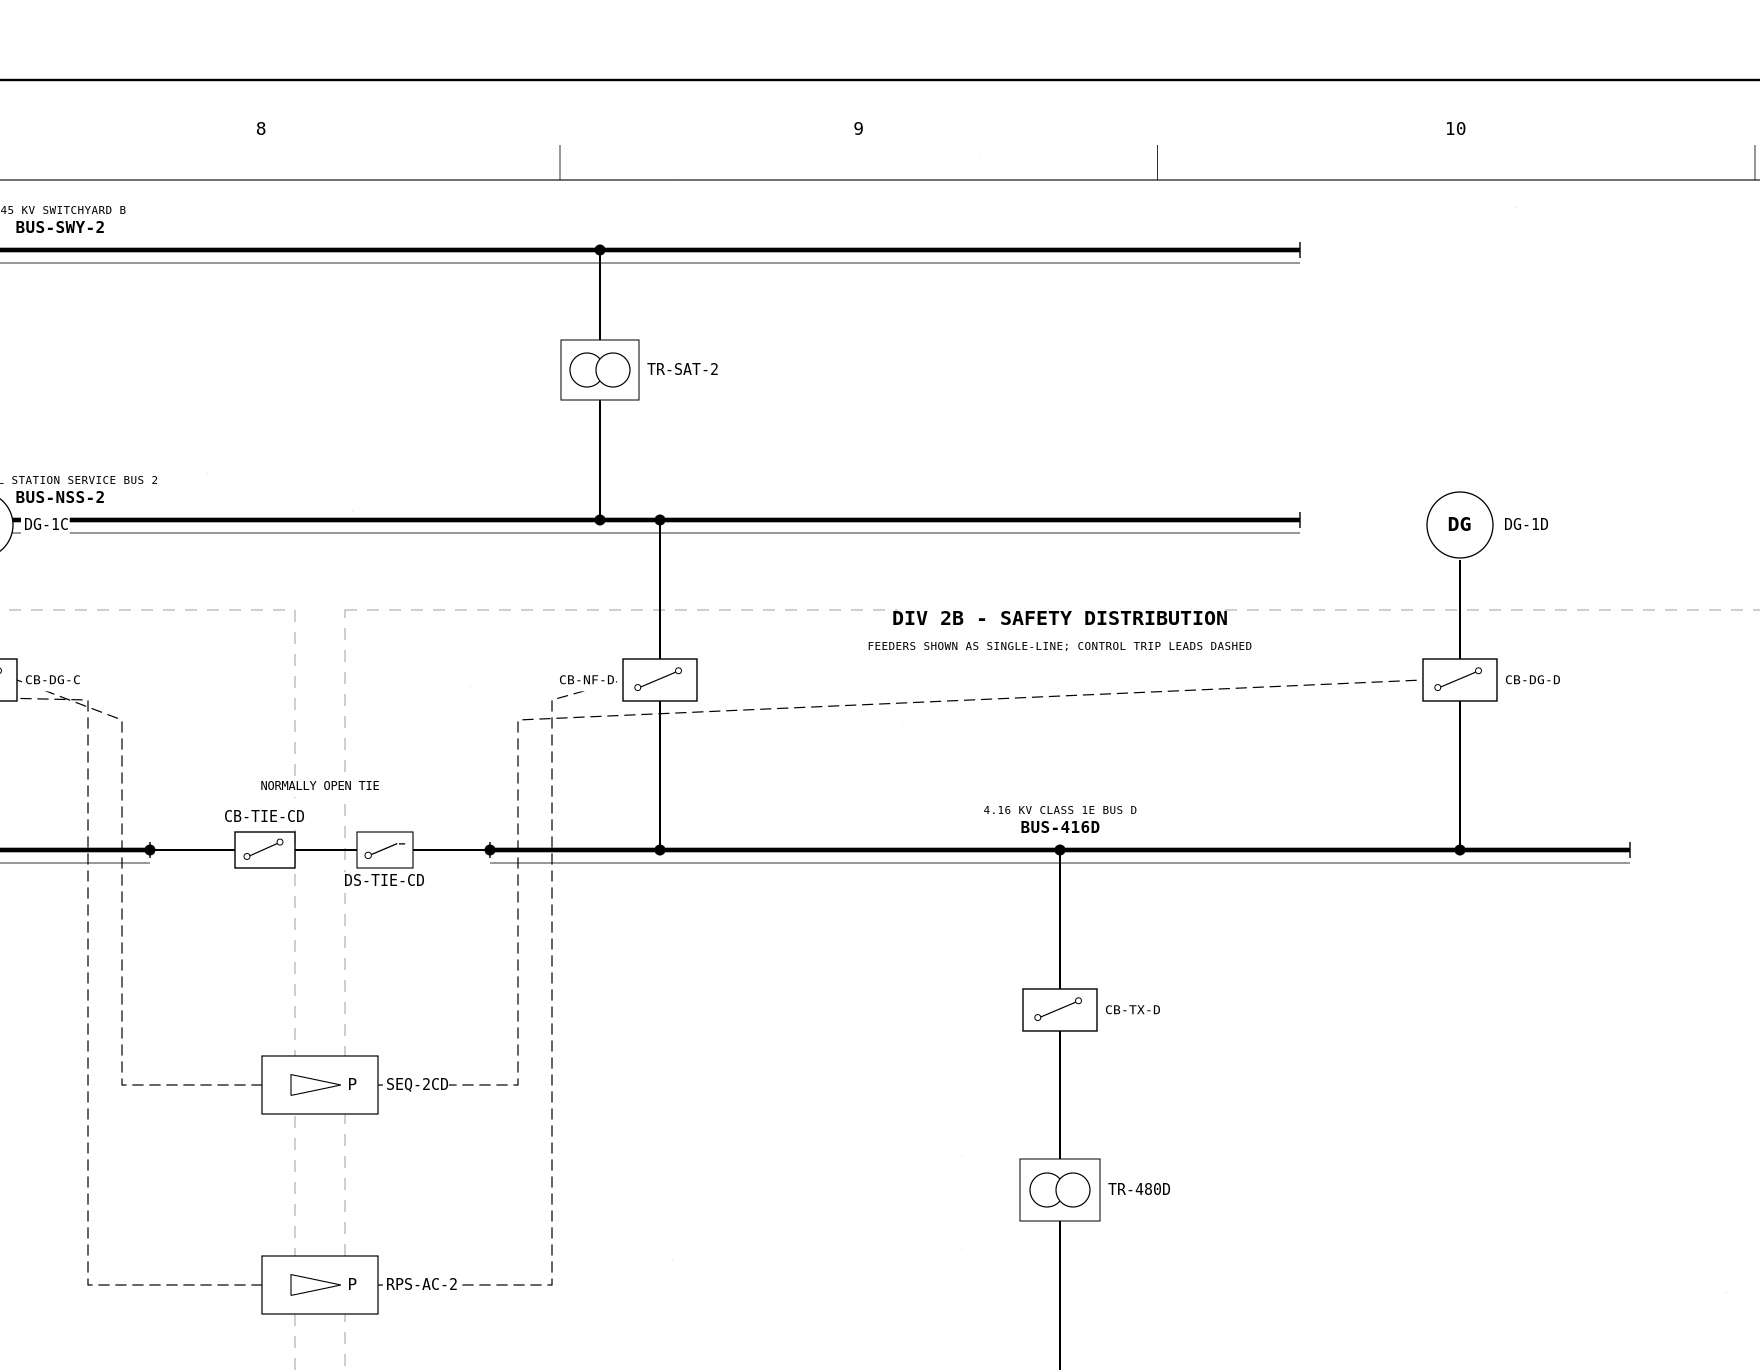 8
9
10
45 KV SWITCHYARD B
BUS-SWY-2
TR-SAT-2
STATION SERVICE BUS 2
BUS-NSS-2
DG-1C
DG
DG-1D
DIV 2B - SAFETY DISTRIBUTION
FEEDERS SHOWN AS SINGLE-LINE; CONTROL TRIP LEADS DASHED
CB-DG-C
CB-NF-D
CB-DG-D
NORMALLY OPEN TIE
CB-TIE-CD
4.16 KV CLASS 1E BUS D
BUS-416D
DS-TIE-CD
CB-TX-D
P
SEQ-2CD
TR-480D
P
RPS-AC-2